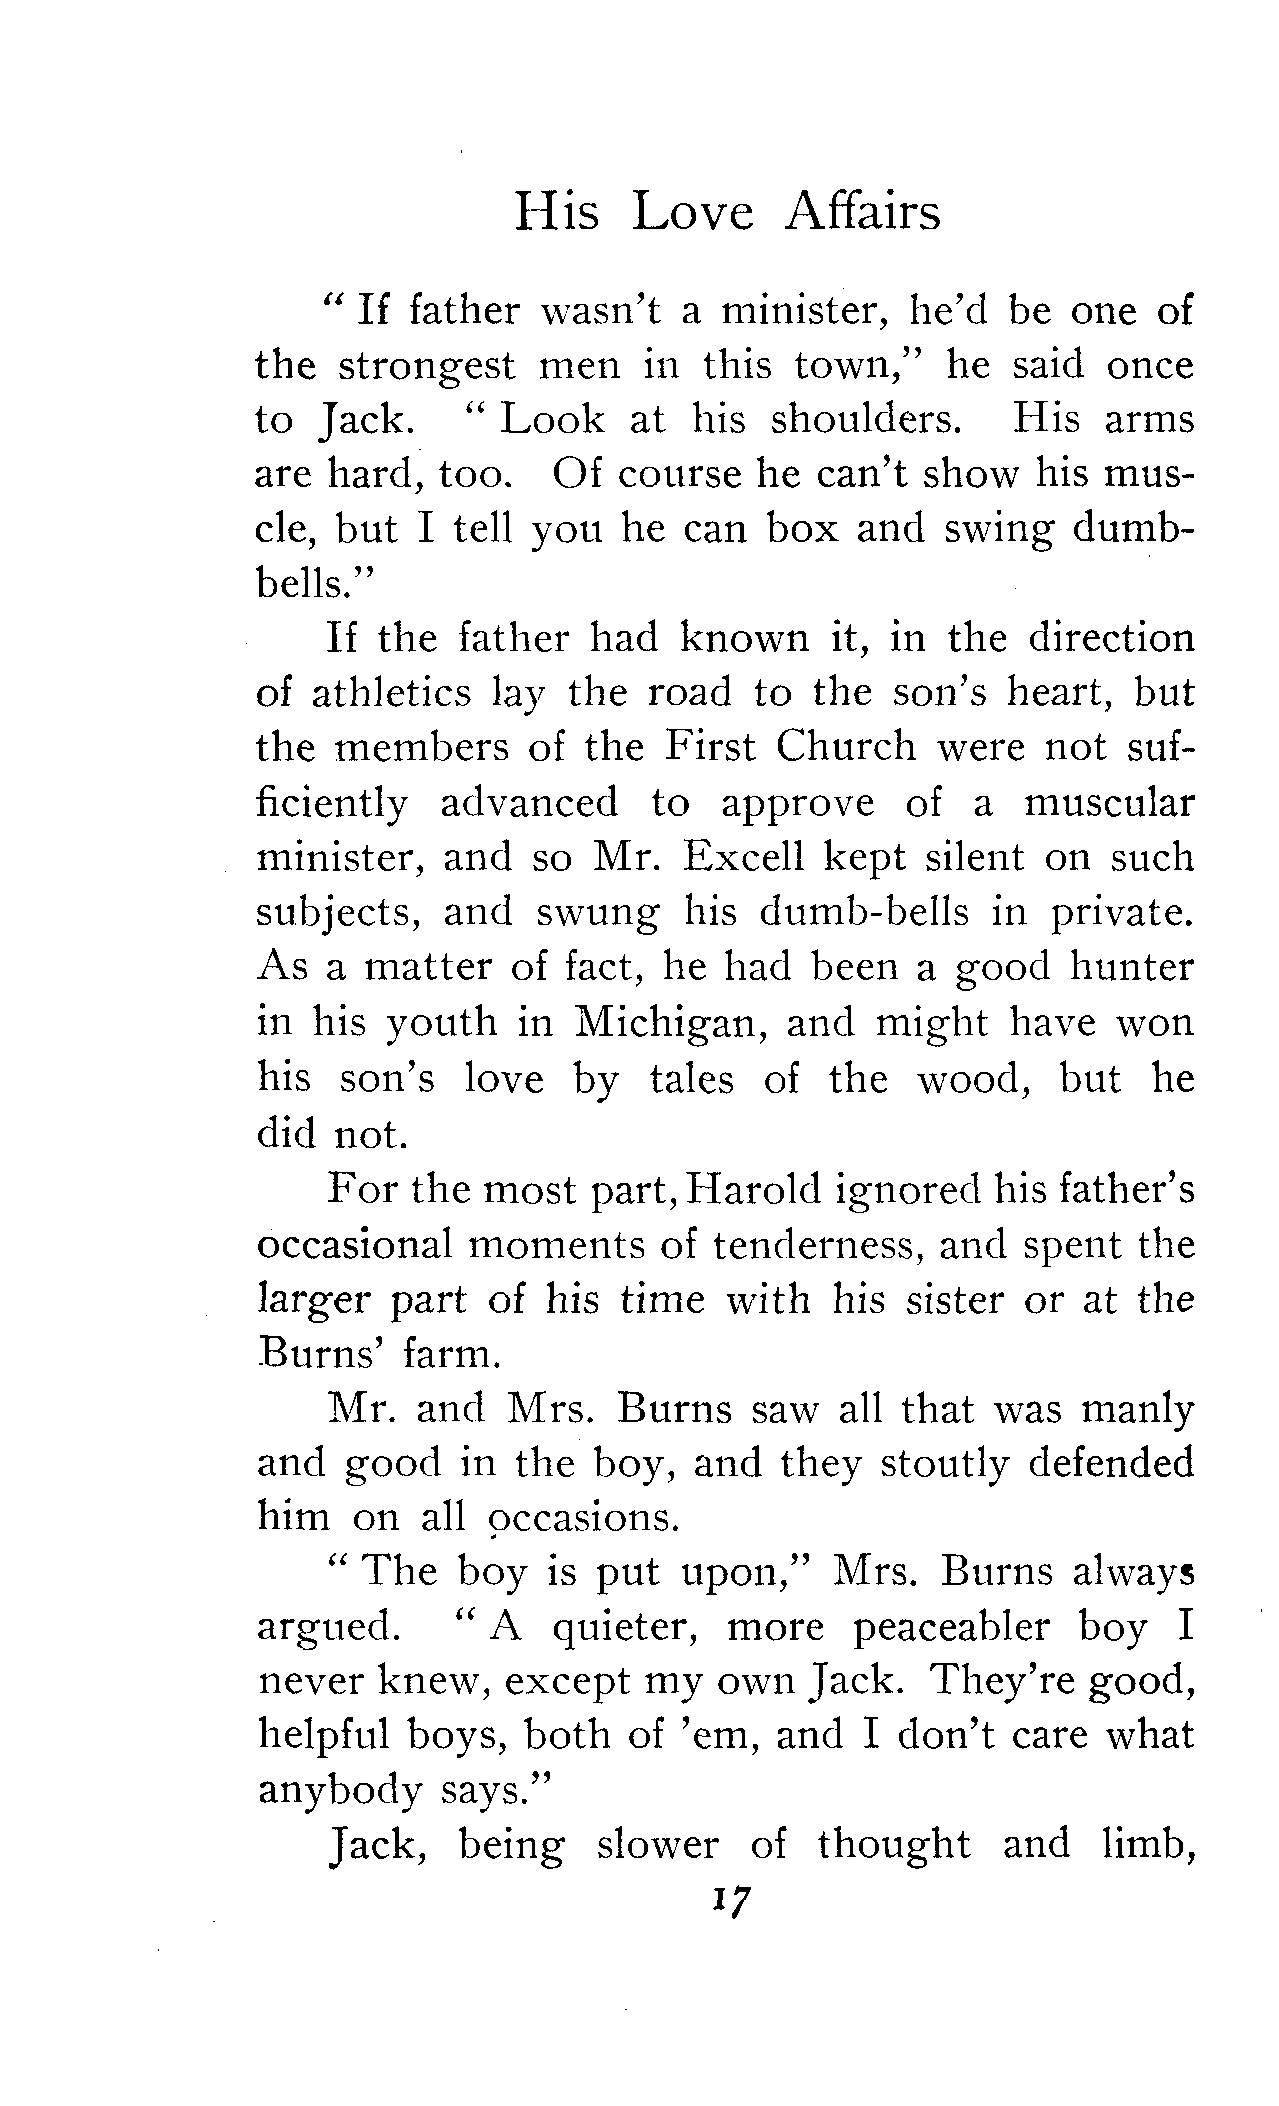 His Love Affairs
" If father wasn't a minister, he'd be one of
the strongest men in this town," he said once
to Jack. " Look at his shoulders. His arms
are hard, too. Of course he can't show his mus-
cle, but I tell you he can box and swing dumb-
bells."
If the father had known it, in the direction
of athletics lay the road to the son's heart, but
the members of the First Church were not suf-
ficiently advanced to approve of a muscular
minister, and so Mr. Excell kept silent on such
subjects, and swung his dumb-bells in private.
As a matter of fact, he had been a good hunter
in his youth in Michigan, and might have won
his son's love by tales of the wood, but he
did not.
For the most part, Harold ignored his father's
occasional moments of tenderness, and spent the
larger part of his time with his sister or at the
Burns' farm.
Mr. and Mrs. Burns saw all that was manly
and good in the boy, and they stoutly defended
him on all occasions.
" The boy is put upon," Mrs. Burns always
argued. " A quieter, more peaceabler boy I
never knew, except my own Jack. They're good,
helpful boys, both of 'em, and I don't care what
anybody says."
Jack, being slower of thought and limb,
17